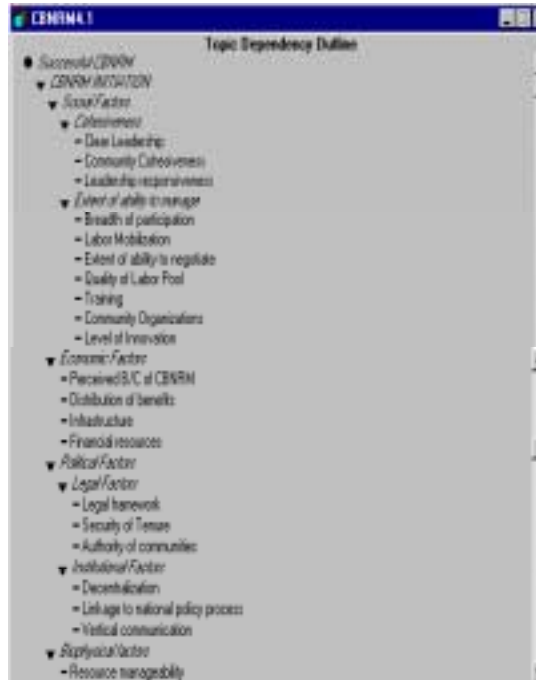 CBNRM4.1
Topic Dependency Outline
Successful CBNRM
CBNRM INITIATION
Social Factors
Cohesiveness
Clear Leadership
Community Cohesiveness
Leadership responsiveness
Extent of ability to manage
Breadth of participation
Labor Mobilization
Extent of ability to negotiate
Quality of Labor Pool
Training
Community Organizations
Level of Innovation
Economic Factors
Perceived B/C of CBNRM
Distribution of benefits
Infrastructure
Financial resources
Political Factors
Legal Factors
Legal framework
Security of Tenure
Authority of communities
Institutional Factors
Decentralization
Linkage to national policy process
Vertical communication
Biophysical factors
Resource manageability